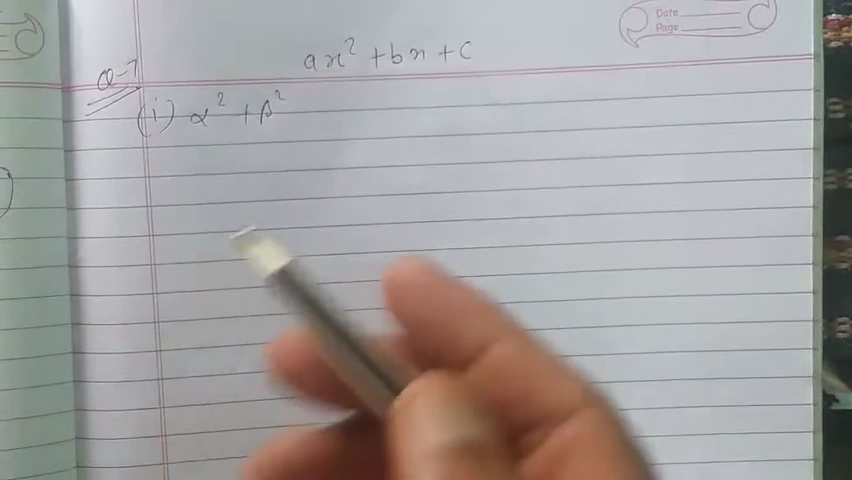 Date
Page
ax² + bx + c
Q-7
(i) α² + β²